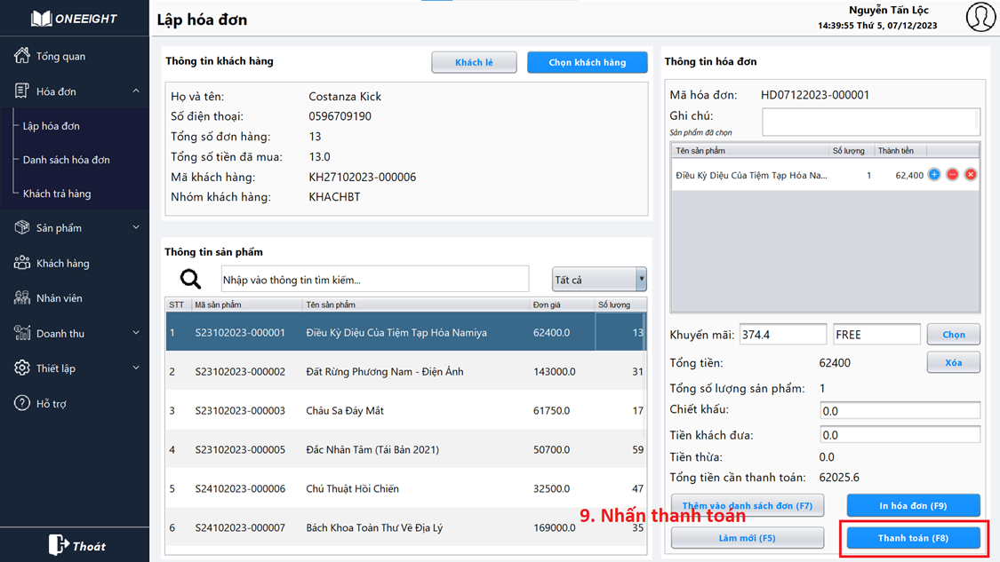 ONEEIGHT
Tổng quan
Hóa đơn
Lập hóa đơn
Danh sách hóa đơn
Khách trả hàng
Sản phẩm
Khách hàng
Nhân viên
Doanh thu
Thiết lập
Hỗ trợ
Thoát
Lập hóa đơn
Nguyễn Tấn Lộc
14:39:55 Thứ 5, 07/12/2023
Thông tin khách hàng
Khách lẻ
Chọn khách hàng
Họ và tên: Costanza Kick
Số điện thoại: 0596709190
Tổng số đơn hàng: 13
Tổng số tiền đã mua: 13.0
Mã khách hàng: KH27102023-000006
Nhóm khách hàng: KHACHBT
Thông tin sản phẩm
Nhập vào thông tin tìm kiếm...
Tất cả
STT Mã sản phẩm Tên sản phẩm Đơn giá Số lượng
1 S23102023-000001 Điều Kỳ Diệu Của Tiệm Tạp Hóa Namiya 62400.0 13
2 S23102023-000002 Đất Rừng Phương Nam - Điện Ảnh 143000.0 31
3 S23102023-000003 Châu Sa Đáy Mắt 61750.0 17
4 S23102023-000005 Đắc Nhân Tâm (Tái Bản 2021) 50700.0 59
5 S24102023-000006 Chú Thuật Hồi Chiến 32500.0 47
6 S24102023-000007 Bách Khoa Toàn Thư Về Địa Lý 169000.0 35
Thông tin hóa đơn
Mã hóa đơn: HD07122023-000001
Ghi chú:
Sản phẩm đã chọn
Tên sản phẩm Số lượng Thành tiền
Điều Kỳ Diệu Của Tiệm Tạp Hóa Na... 1 62,400
Khuyến mãi: 374.4 FREE Chọn
Tổng tiền: 62400 Xóa
Tổng số lượng sản phẩm: 1
Chiết khấu: 0.0
Tiền khách đưa: 0.0
Tiền thừa: 0.0
Tổng tiền cần thanh toán: 62025.6
Thêm vào danh sách đơn (F7) In hóa đơn (F9)
9. Nhấn thanh toán
Làm mới (F5) Thanh toán (F8)